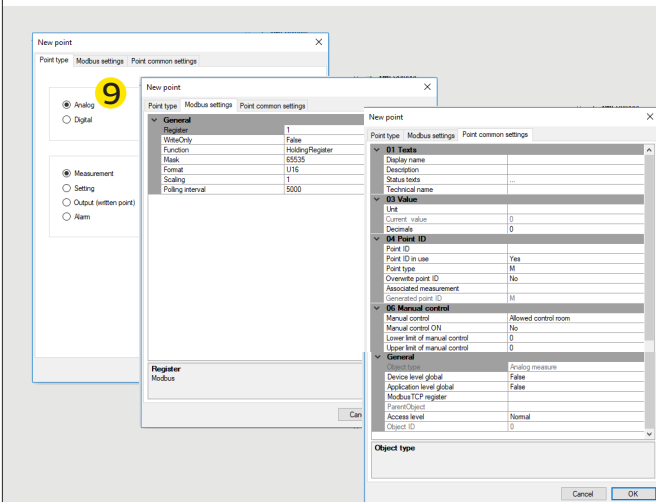 New point
Point type Modbus settings Point common settings
9
Analog
Digital
Measurement
Setting
Output (written point)
Alarm
New point
Point type Modbus settings Point common settings
General
Register 1
WriteOnly False
Function HoldingRegister
Mask 65535
Format U16
Scaling 1
Polling interval 5000
Register
Modbus
New point
Point type Modbus settings Point common settings
01 Texts
Display name
Description
Status texts ...
Technical name
03 Value
Unit
Current value 0
Decimals 0
04 Point ID
Point ID
Point ID in use Yes
Point type M
Overwrite point ID No
Associated measurement
Generated point ID M
06 Manual control
Manual control Allowed control room
Manual control ON No
Lower limit of manual control 0
Upper limit of manual control 0
General
Object type Analog measure
Device level global False
Application level global False
ModbusTCP register
ParentObject
Access level Normal
Object ID 0
Object type
Cancel OK